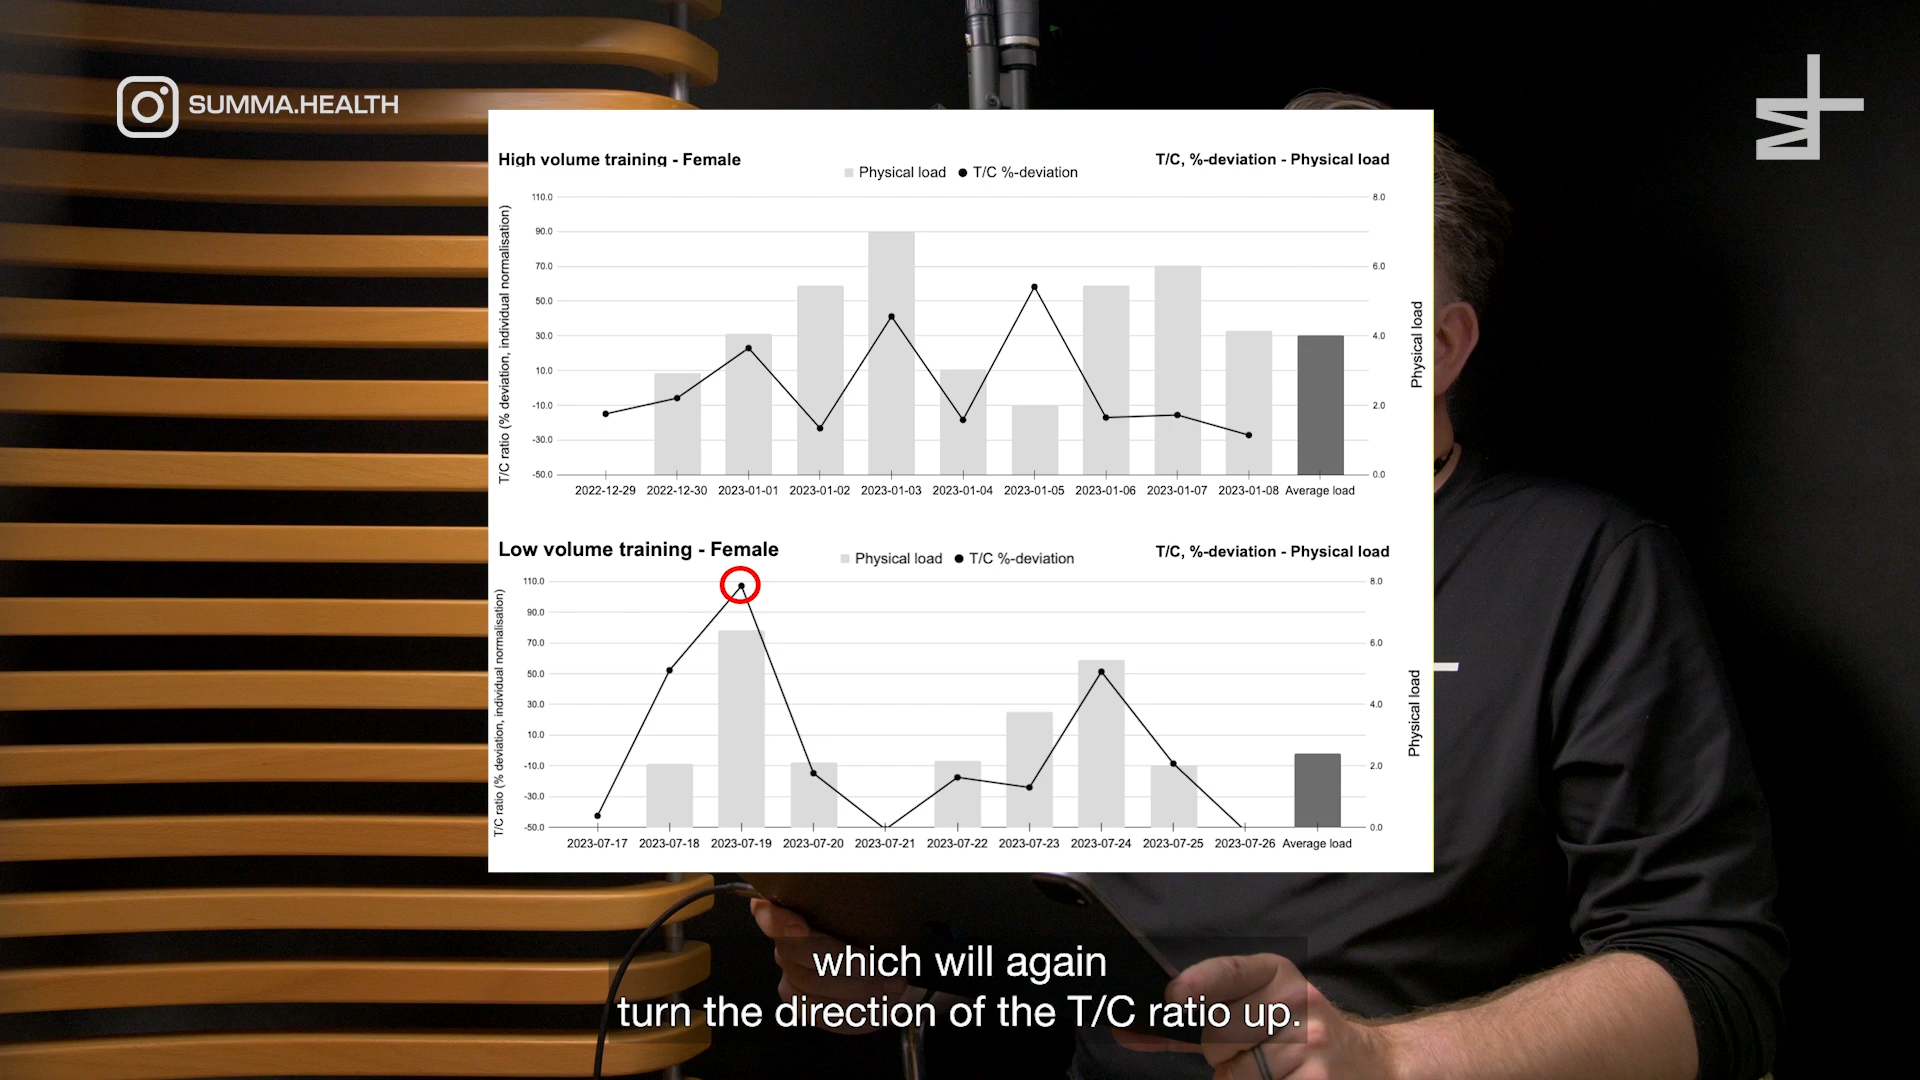 SUMMA.HEALTH
High volume training - Female
Physical load T/C %-deviation
T/C, %-deviation - Physical load
T/C ratio (% deviation, individual normalisation)
110.0
90.0
70.0
50.0
30.0
10.0
-10.0
-30.0
-50.0
8.0
6.0
4.0
2.0
0.0
Physical load
2022-12-29 2022-12-30 2023-01-01 2023-01-02 2023-01-03 2023-01-04 2023-01-05 2023-01-06 2023-01-07 2023-01-08 Average load
Low volume training - Female
Physical load T/C %-deviation
T/C, %-deviation - Physical load
T/C ratio (% deviation, individual normalisation)
110.0
90.0
70.0
50.0
30.0
10.0
-10.0
-30.0
-50.0
8.0
6.0
4.0
2.0
0.0
Physical load
2023-07-17 2023-07-18 2023-07-19 2023-07-20 2023-07-21 2023-07-22 2023-07-23 2023-07-24 2023-07-25 2023-07-26 Average load
which will again
turn the direction of the T/C ratio up.